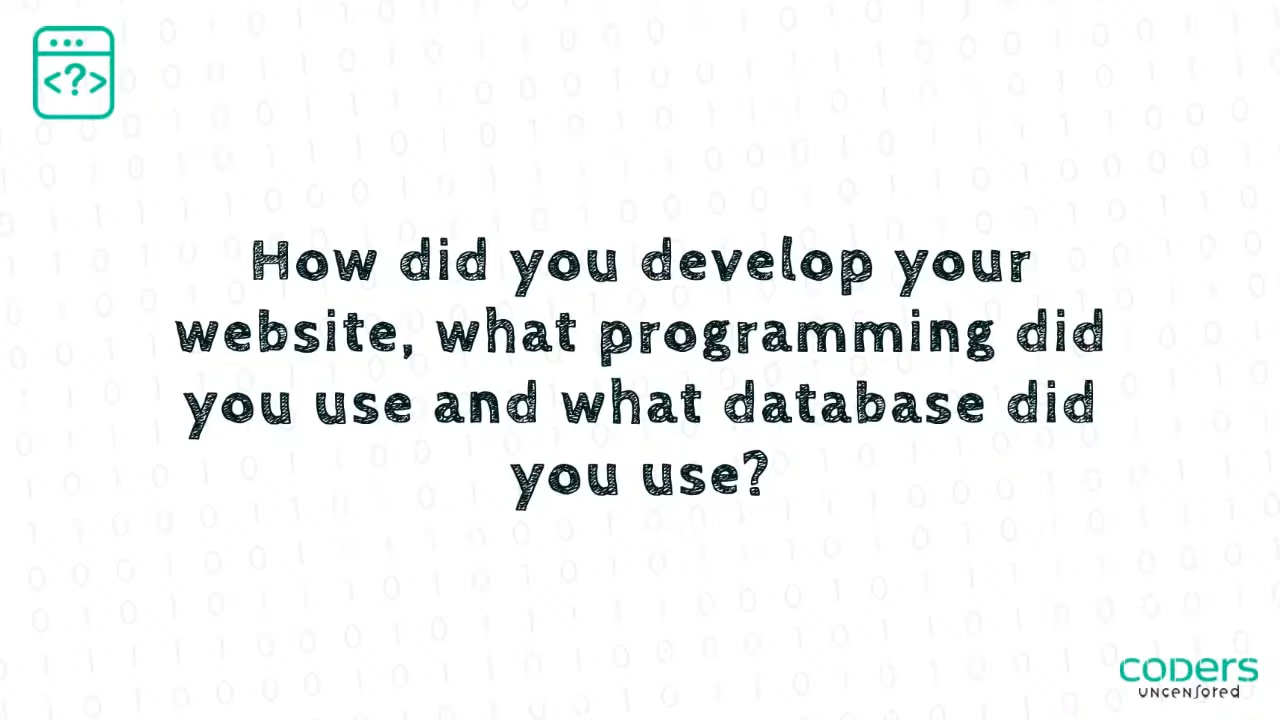 <?>
How did you develop your
website, what programming did
you use and what database did
you use?
CODERS
UNCENSORED